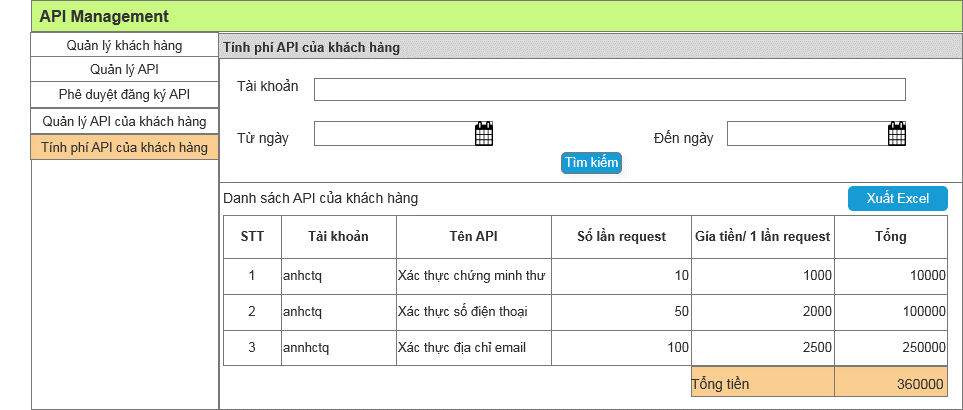 API Management
Quản lý khách hàng
Quản lý API
Phê duyệt đăng ký API
Quản lý API của khách hàng
Tính phí API của khách hàng
Tính phí API của khách hàng
Tài khoản
Từ ngày Đến ngày
Tìm kiếm
Danh sách API của khách hàng Xuất Excel
STT Tài khoản Tên API Số lần request Gía tiền/ 1 lần request Tổng
1 anhctq Xác thực chứng minh thư 10 1000 10000
2 anhctq Xác thực số điện thoại 50 2000 100000
3 annhctq Xác thực địa chỉ email 100 2500 250000
Tổng tiền 360000